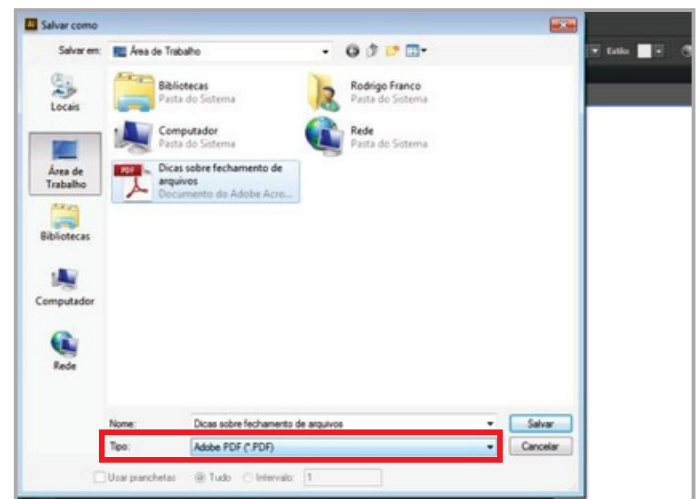 Ai Salvar como
Salvar em: Área de Trabalho
Estilo:
Locais
Área de Trabalho
Bibliotecas
Computador
Rede
Bibliotecas
Pasta do Sistema
Rodrigo Franco
Pasta do Sistema
Computador
Pasta do Sistema
Rede
Pasta do Sistema
PDF
Dicas sobre fechamento de
arquivos
Documento do Adobe Acro...
Nome: Dicas sobre fechamento de arquivos Salvar
Tipo: Adobe PDF (*.PDF) Cancelar
Usar pranchetas Tudo Intervalo: 1